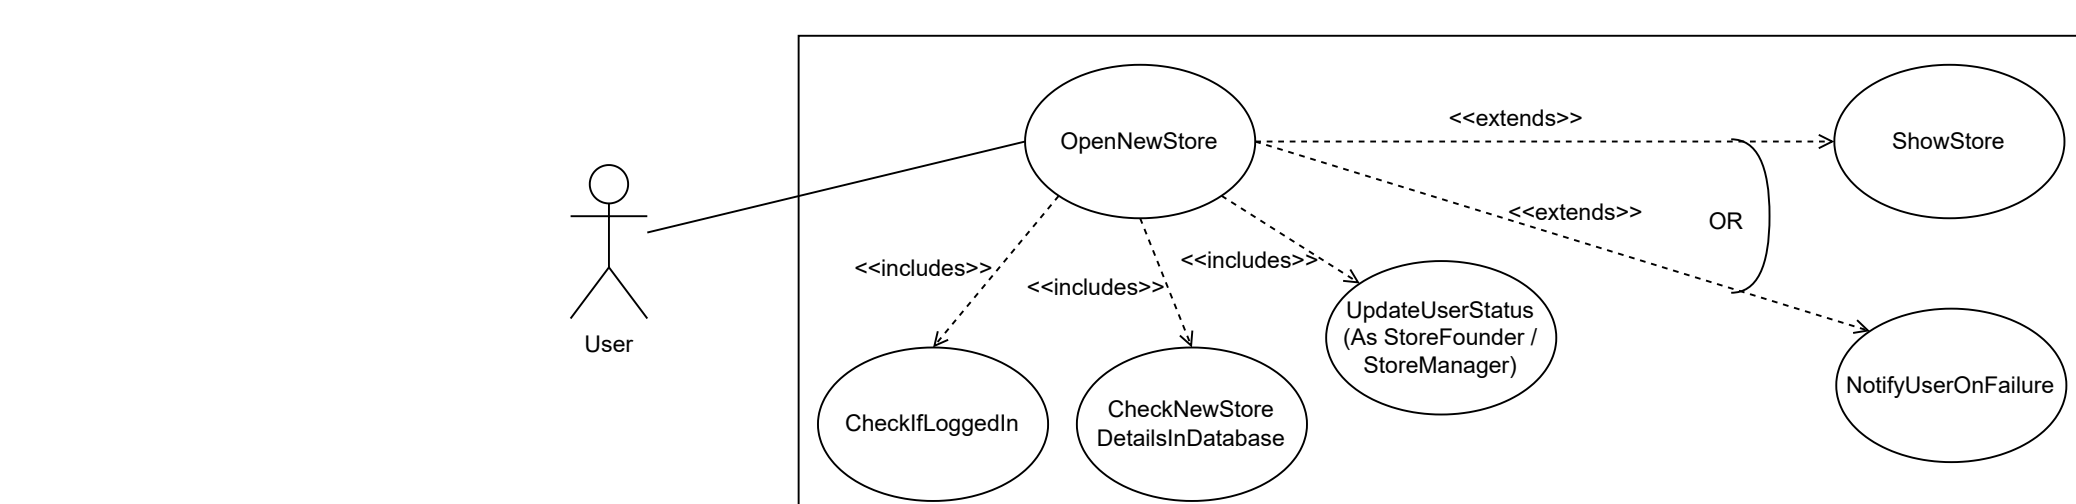 <<extends>>
OpenNewStore
ShowStore
<<extends>>
OR
<<includes>>
<<includes>>
<<includes>>
UpdateUserStatus
(As StoreFounder /
StoreManager)
User
NotifyUserOnFailure
CheckIfLoggedIn
CheckNewStore
DetailsInDatabase